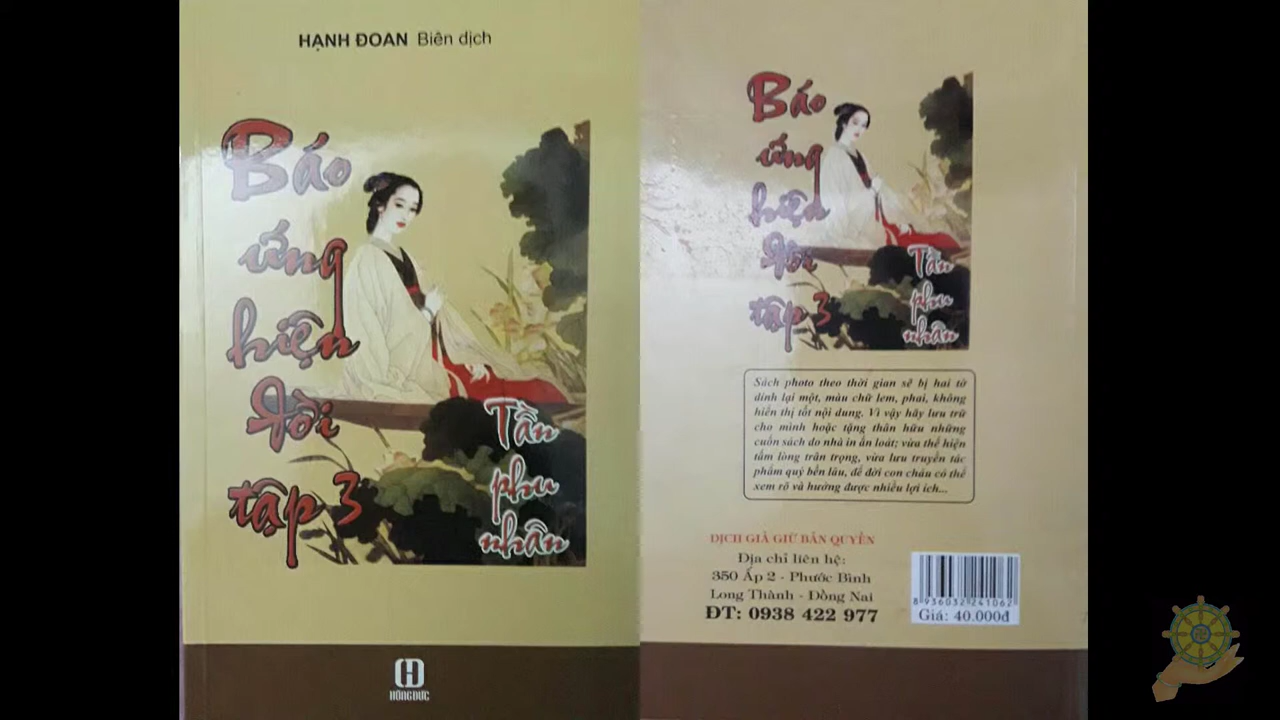 HẠNH ĐOAN Biên dịch
Báo
ứng
hiện
đời
tập 3
Tần
phu
nhân
HỒNG ĐỨC
Báo
ứng
hiện
đời
tập 3
Tần
phu
nhân
Sách photo theo thời gian sẽ bị hai tờ
dính lại một, màu chữ lem, phai, không
hiển thị tốt nội dung. Vì vậy hãy lưu trữ
cho mình hoặc tặng thân hữu những
cuốn sách do nhà in ấn loát; vừa thể hiện
tấm lòng trân trọng, vừa lưu truyền tác
phẩm quý bền lâu, để đời con cháu có thể
xem rõ và hưởng được nhiều lợi ích...
DỊCH GIẢ GIỮ BẢN QUYỀN
Địa chỉ liên hệ:
350 Ấp 2 - Phước Bình
Long Thành - Đồng Nai
ĐT: 0938 422 977
8 936032 241062
Giá: 40.000đ